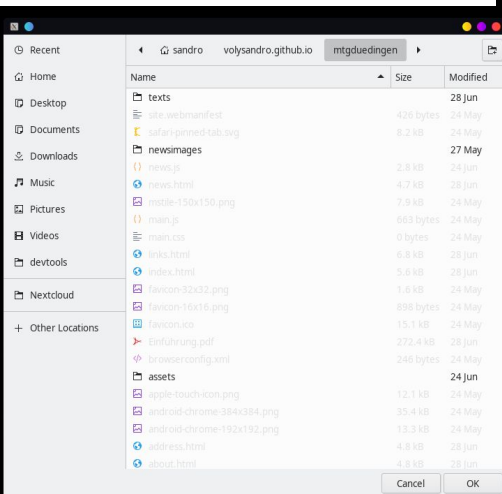 sandro volysandro.github.io mtgduedingen
Recent
Home
Desktop
Documents
Downloads
Music
Pictures
Videos
devtools
Nextcloud
+ Other Locations
Name Size Modified
texts 28 Jun
site.webmanifest 426 bytes 24 May
safari-pinned-tab.svg 8.2 kB 24 May
newsimages 27 May
news.js 2.8 kB 24 Jun
news.html 4.7 kB 28 Jun
mstile-150x150.png 7.9 kB 24 May
main.js 663 bytes 24 May
main.css 0 bytes 24 May
links.html 6.8 kB 28 Jun
index.html 5.6 kB 28 Jun
favicon-32x32.png 1.6 kB 24 May
favicon-16x16.png 898 bytes 24 May
favicon.ico 15.1 kB 24 May
Einfuhrung.pdf 272.4 kB 28 Jun
browserconfig.xml 246 bytes 24 May
assets 24 Jun
apple-touch-icon.png 12.1 kB 24 May
android-chrome-384x384.png 35.4 kB 24 May
android-chrome-192x192.png 13.3 kB 24 May
address.html 4.8 kB 28 Jun
about.html 4.8 kB 28 Jun
Cancel OK